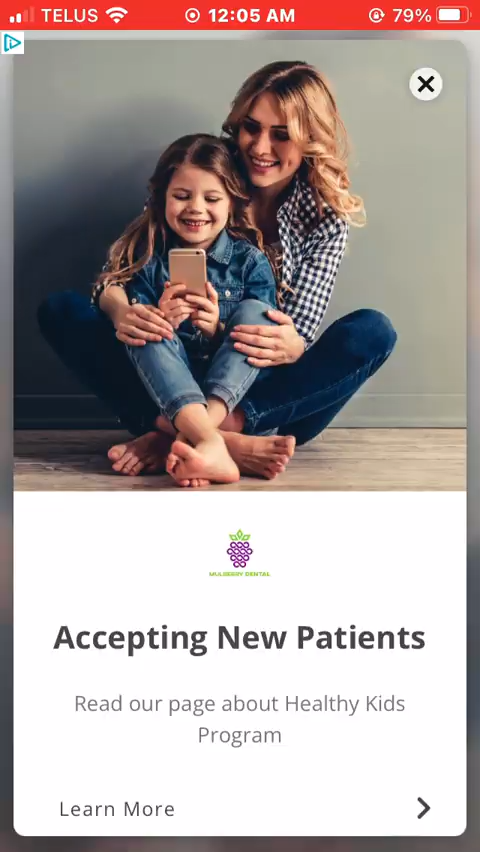 TELUS 12:05 AM 79%
MULBERRY DENTAL
Accepting New Patients
Read our page about Healthy Kids
Program
Learn More